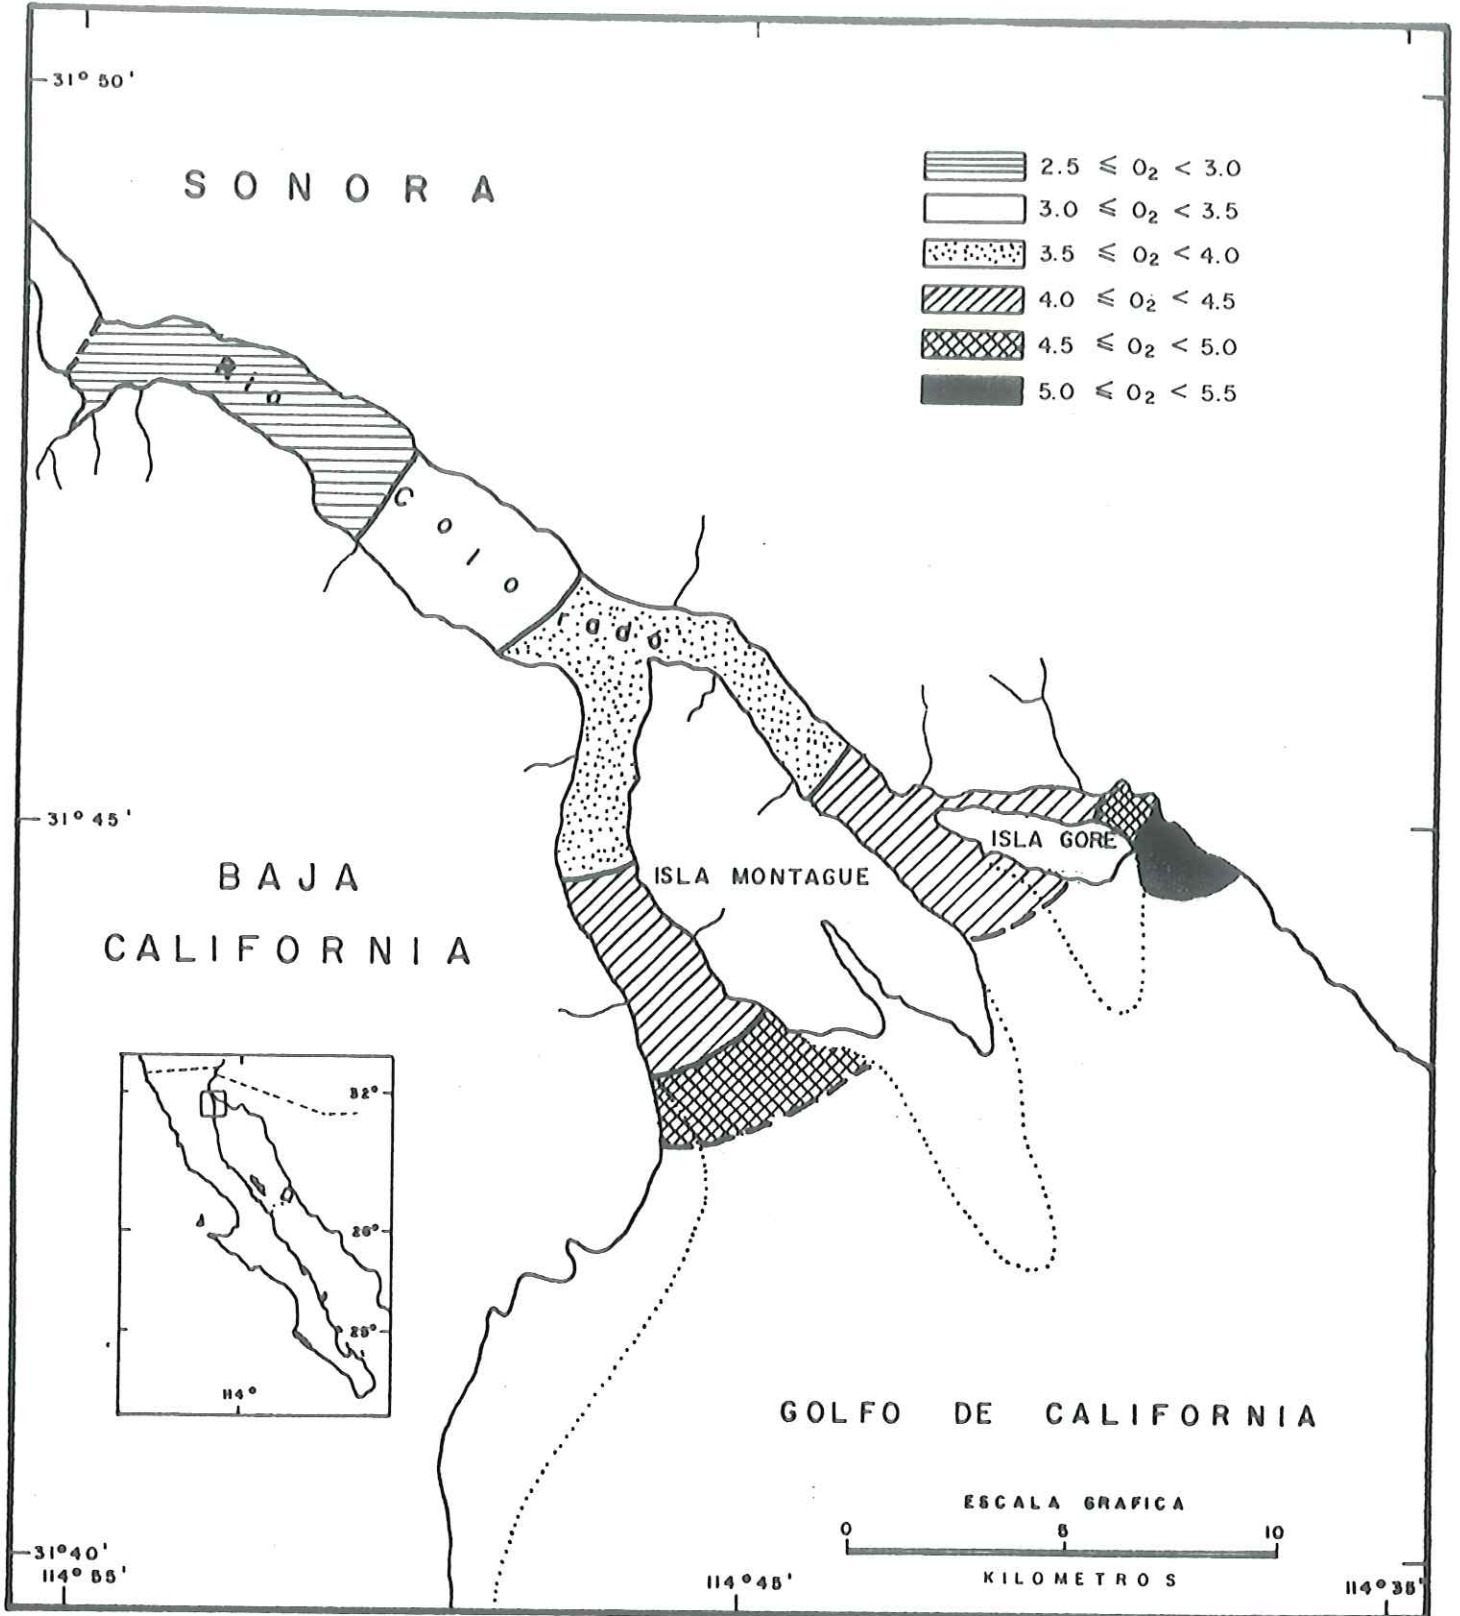 31° 50'
SONORA
2.5 ≤ O₂ < 3.0
3.0 ≤ O₂ < 3.5
3.5 ≤ O₂ < 4.0
4.0 ≤ O₂ < 4.5
4.5 ≤ O₂ < 5.0
5.0 ≤ O₂ < 5.5
Río
Colorado
31° 45'
ISLA GORE
ISLA MONTAGUE
BAJA
CALIFORNIA
32°
114°
GOLFO DE CALIFORNIA
ESCALA GRAFICA
0 5 10
KILOMETROS
31° 40'
114° 55'
114° 45'
114° 35'